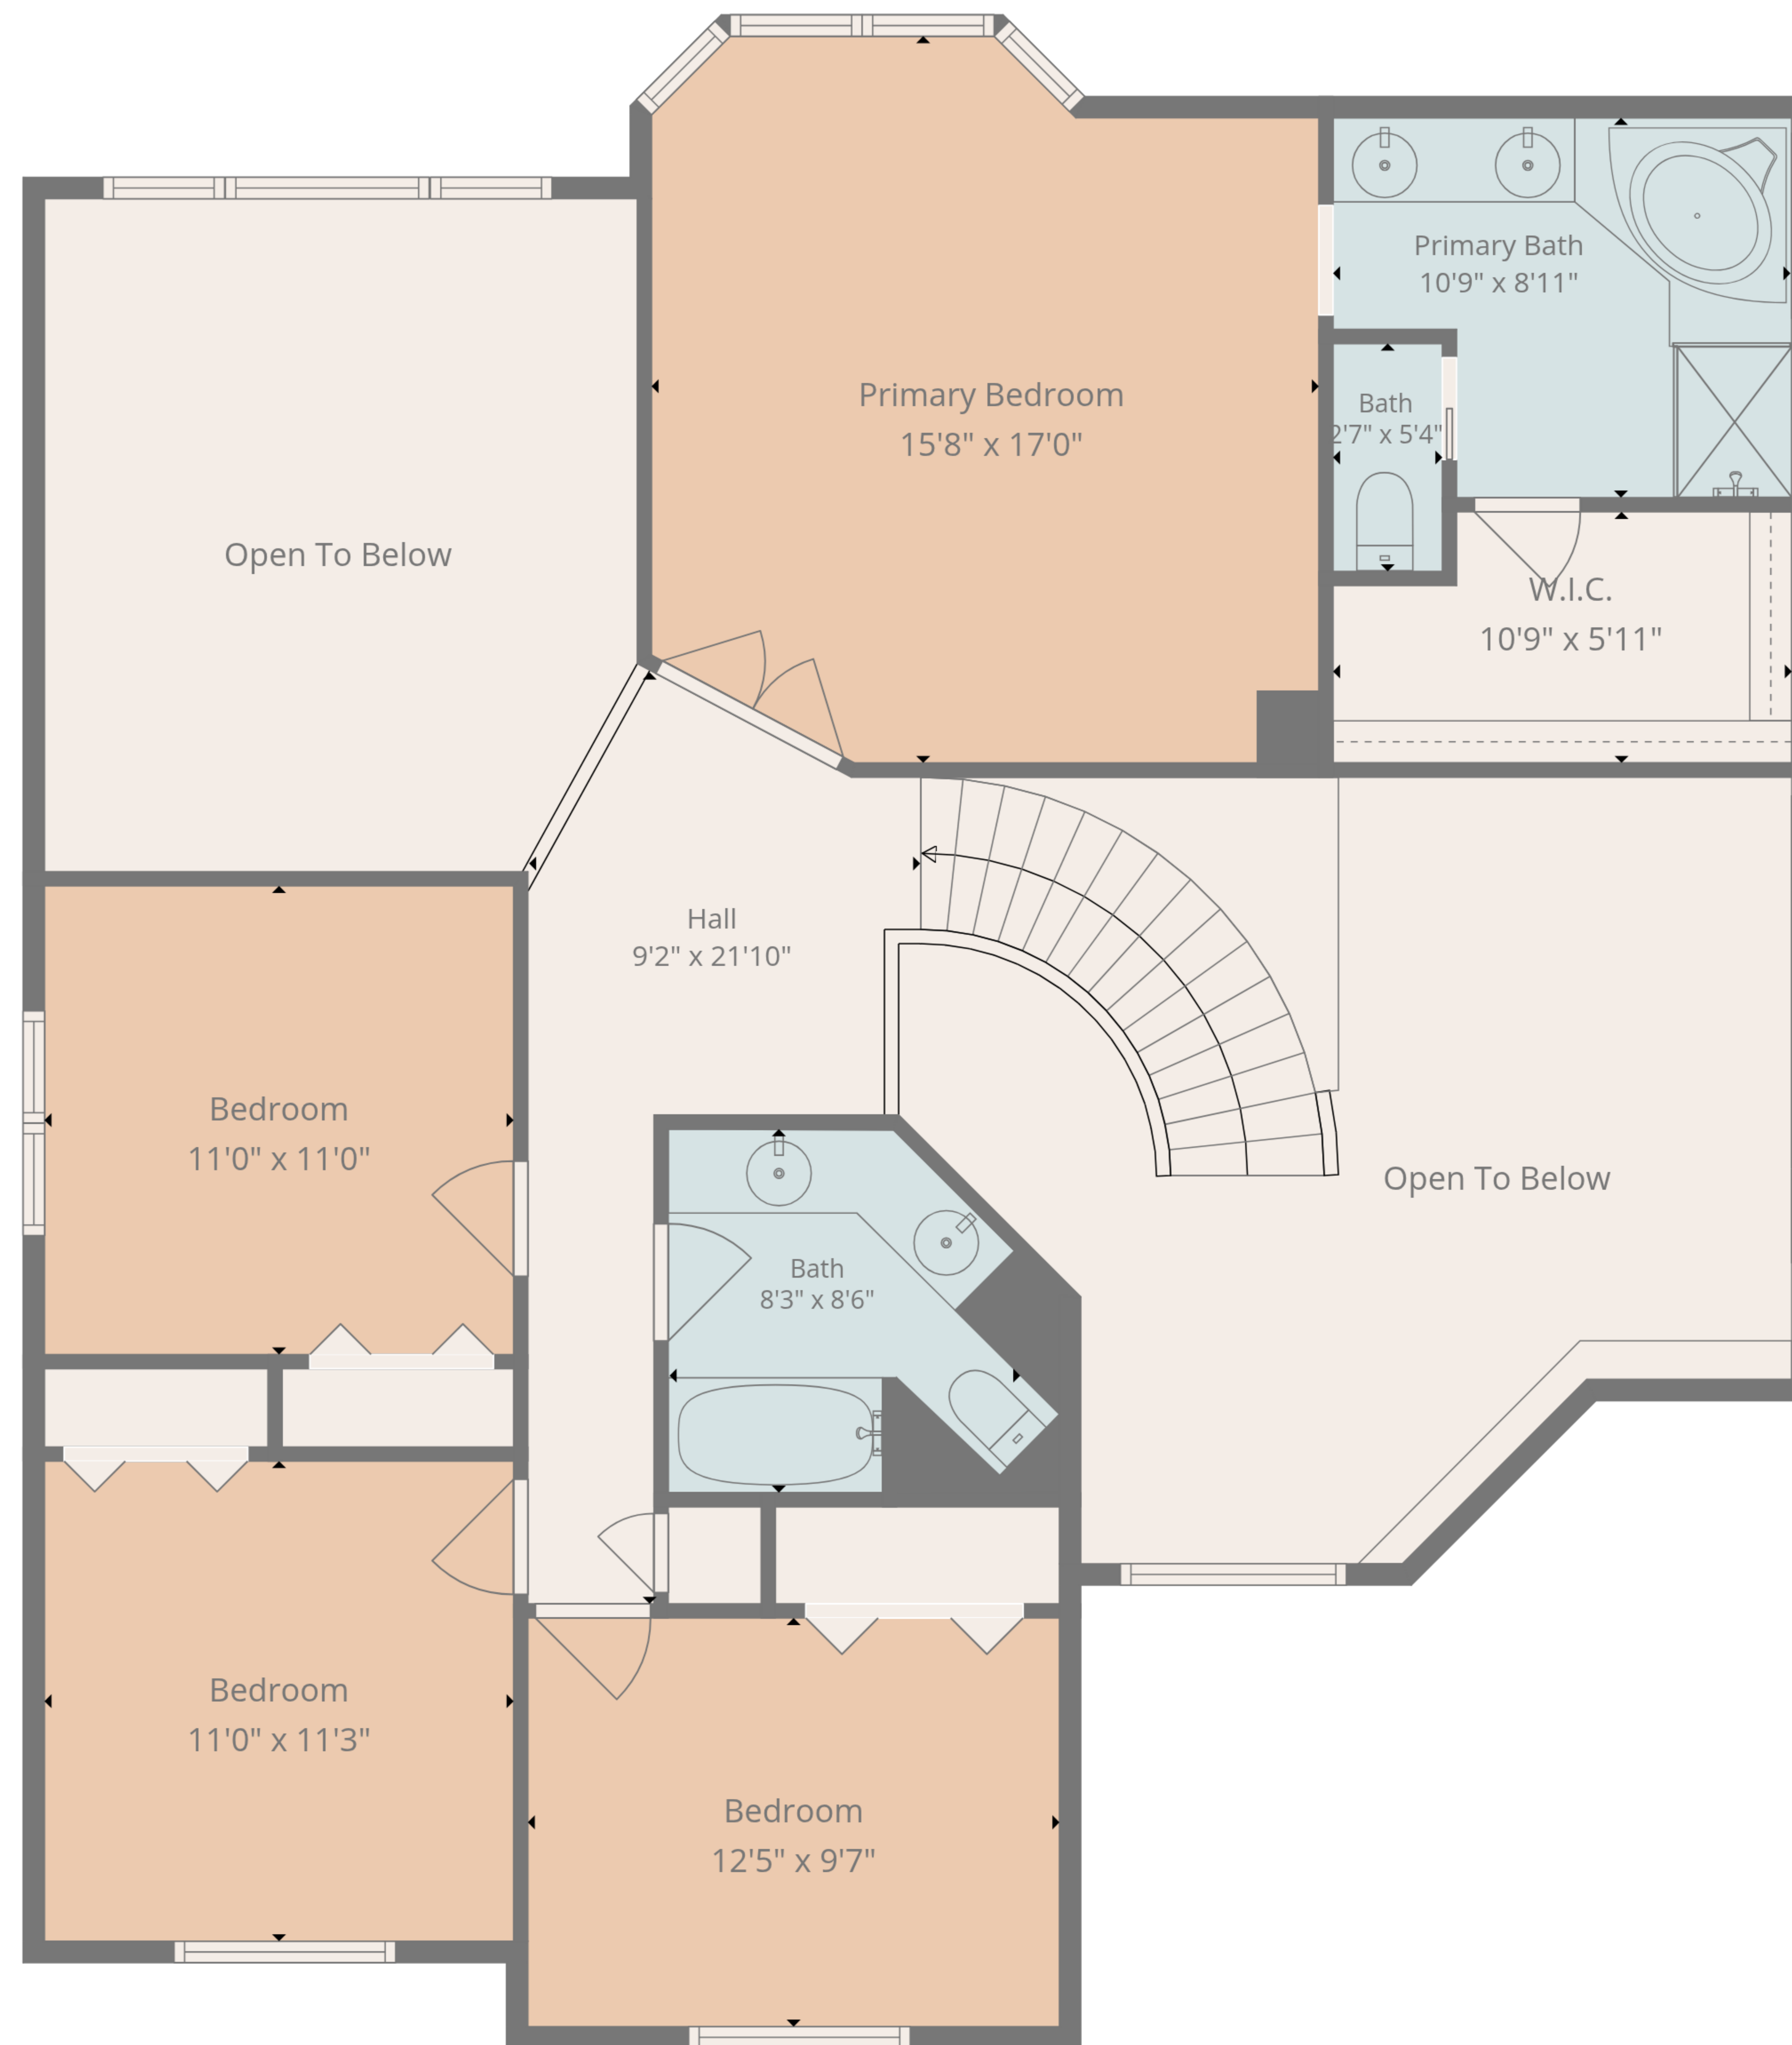 Primary Bath
10'9" x 8'11"
Primary Bedroom
15'8" x 17'0"
Bath
2'7" x 5'4"
Open To Below
W.I.C.
10'9" x 5'11"
Hall
9'2" x 21'10"
Bedroom
11'0" x 11'0"
Open To Below
Bath
8'3" x 8'6"
Bedroom
11'0" x 11'3"
Bedroom
12'5" x 9'7"